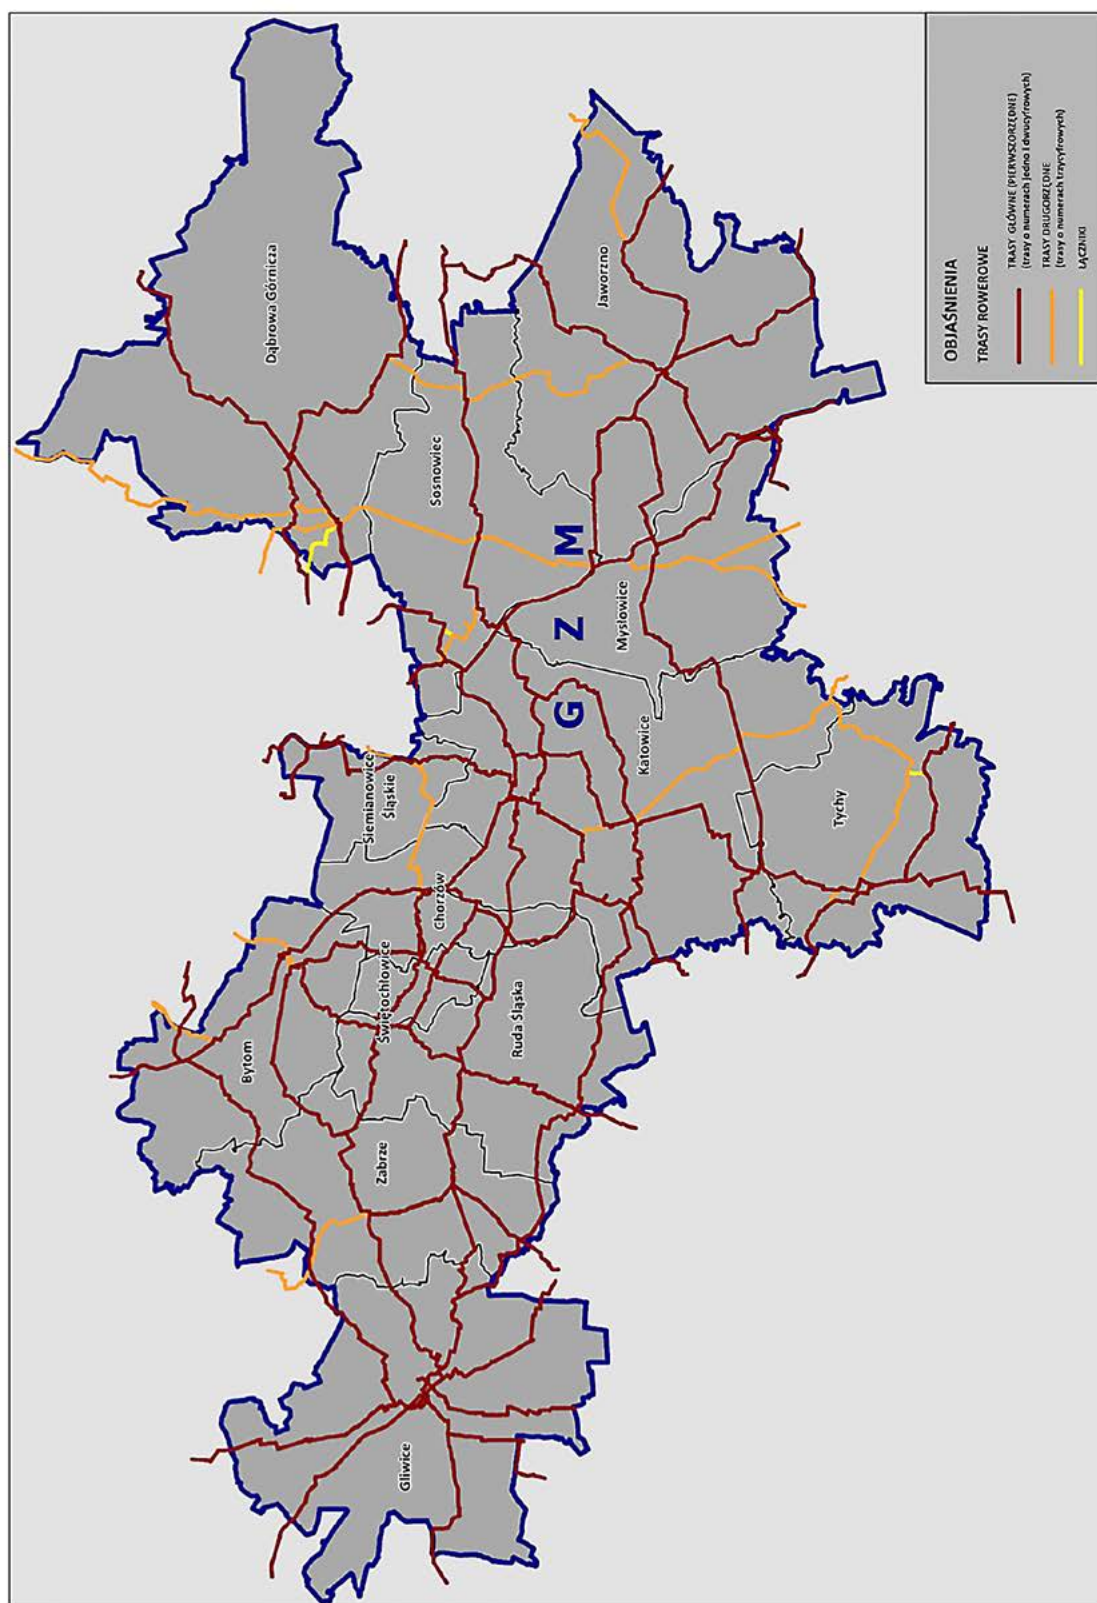 Dąbrowa Górnicza
Jaworzno
Sosnowiec
G Z M
Mysłowice
Katowice
Siemianowice
Śląskie
Tychy
Chorzów
Świętochłowice
Ruda Śląska
Bytom
Zabrze
Gliwice
OBJAŚNIENIA
TRASY ROWEROWE
TRASY GŁÓWNE (PIERWSZORZĘDNE)
(trasy o numerach jedno i dwucyfrowych)
TRASY DRUGORZĘDNE
(trasy o numerach trzycyfrowych)
ŁĄCZNIKI